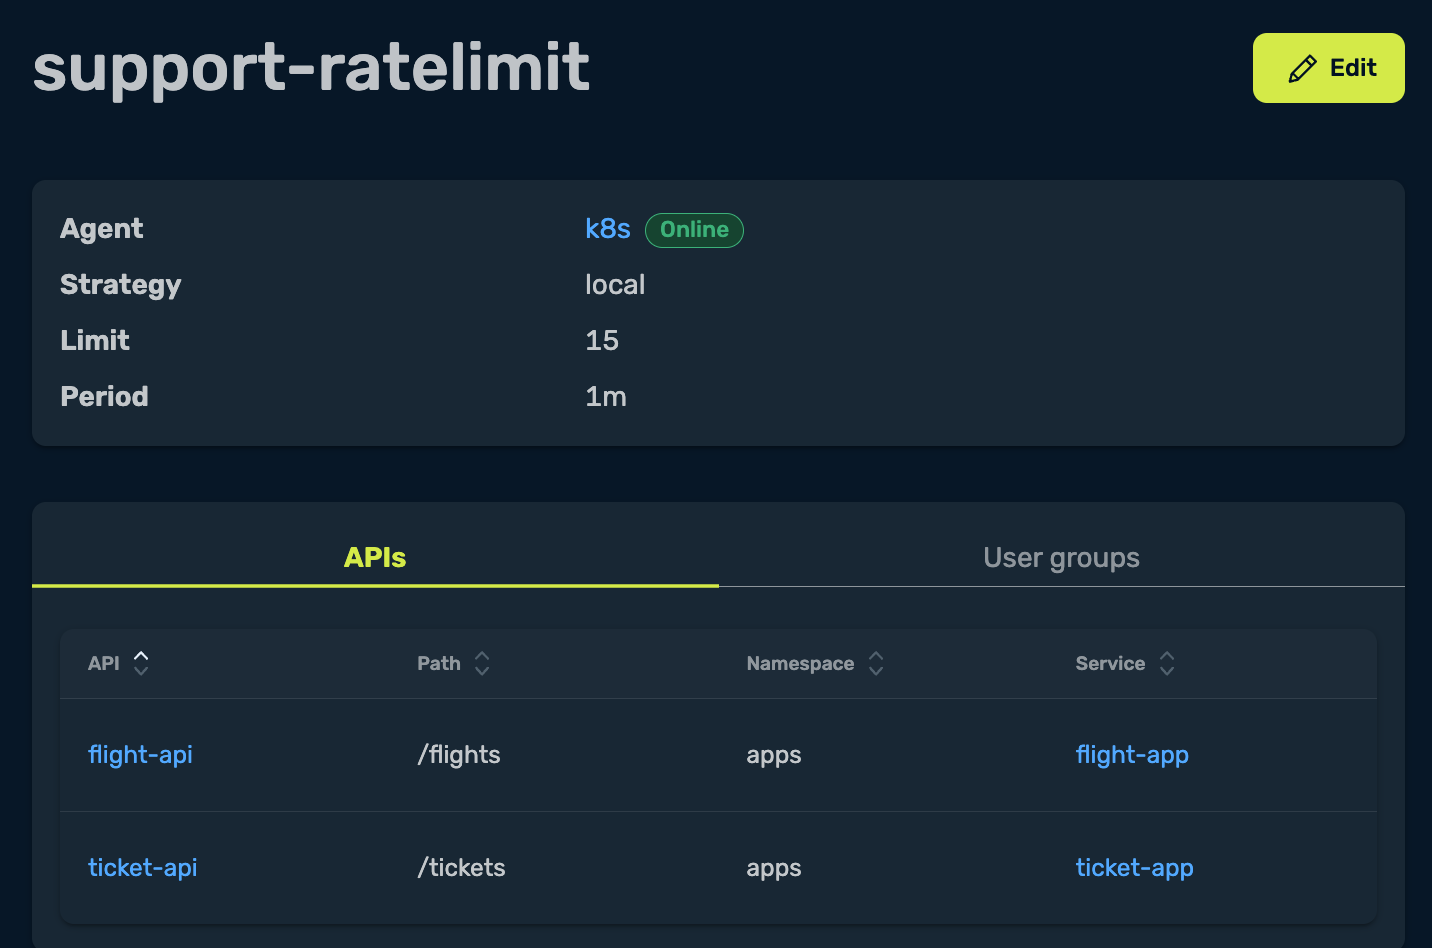 support-ratelimit
Edit
Agent k8s Online
Strategy local
Limit 15
Period 1m
APIs User groups
API Path Namespace Service
flight-api /flights apps flight-app
ticket-api /tickets apps ticket-app